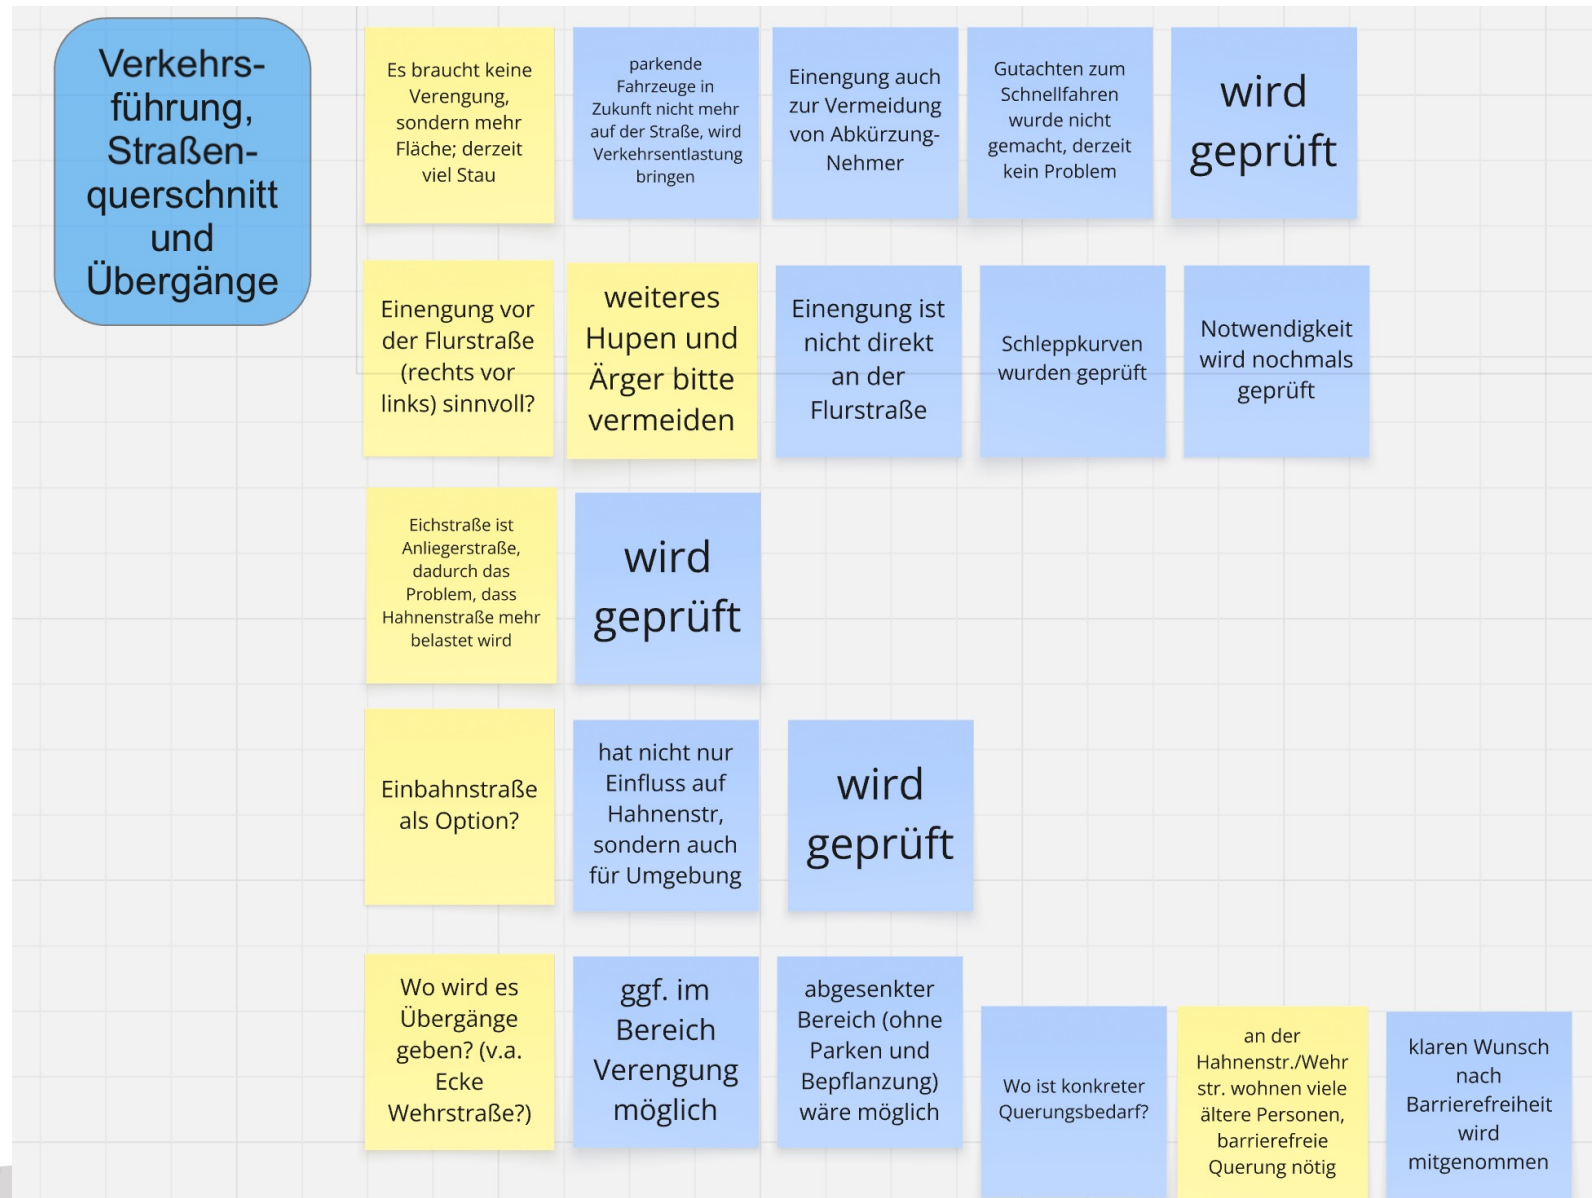 Verkehrs-
führung,
Straßen-
querschnitt
und
Übergänge
Es braucht keine
Verengung,
sondern mehr
Fläche; derzeit
viel Stau
parkende
Fahrzeuge in
Zukunft nicht mehr
auf der Straße, wird
Verkehrsentlastung
bringen
Einengung auch
zur Vermeidung
von Abkürzung-
Nehmer
Gutachten zum
Schnellfahren
wurde nicht
gemacht, derzeit
kein Problem
wird
geprüft
Einengung vor
der Flurstraße
(rechts vor
links) sinnvoll?
weiteres
Hupen und
Ärger bitte
vermeiden
Einengung ist
nicht direkt
an der
Flurstraße
Schleppkurven
wurden geprüft
Notwendigkeit
wird nochmals
geprüft
Eichstraße ist
Anliegerstraße,
dadurch das
Problem, dass
Hahnenstraße mehr
belastet wird
wird
geprüft
Einbahnstraße
als Option?
hat nicht nur
Einfluss auf
Hahnenstr,
sondern auch
für Umgebung
wird
geprüft
Wo wird es
Übergänge
geben? (v.a.
Ecke
Wehrstraße?)
ggf. im
Bereich
Verengung
möglich
abgesenkter
Bereich (ohne
Parken und
Bepflanzung)
wäre möglich
Wo ist konkreter
Querungsbedarf?
an der
Hahnenstr./Wehr
str. wohnen viele
ältere Personen,
barrierefreie
Querung nötig
klaren Wunsch
nach
Barrierefreiheit
wird
mitgenommen